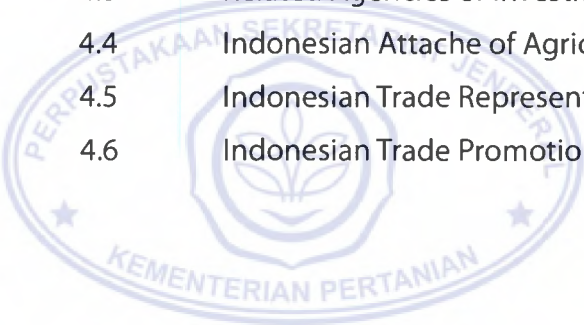 4.4 Indonesian Attache of Agric
4.5 Indonesian Trade Represent
4.6 Indonesian Trade Promotio
PERPUSTAKAAN SEKRETARIAT JENDERAL
KEMENTERIAN PERTANIAN